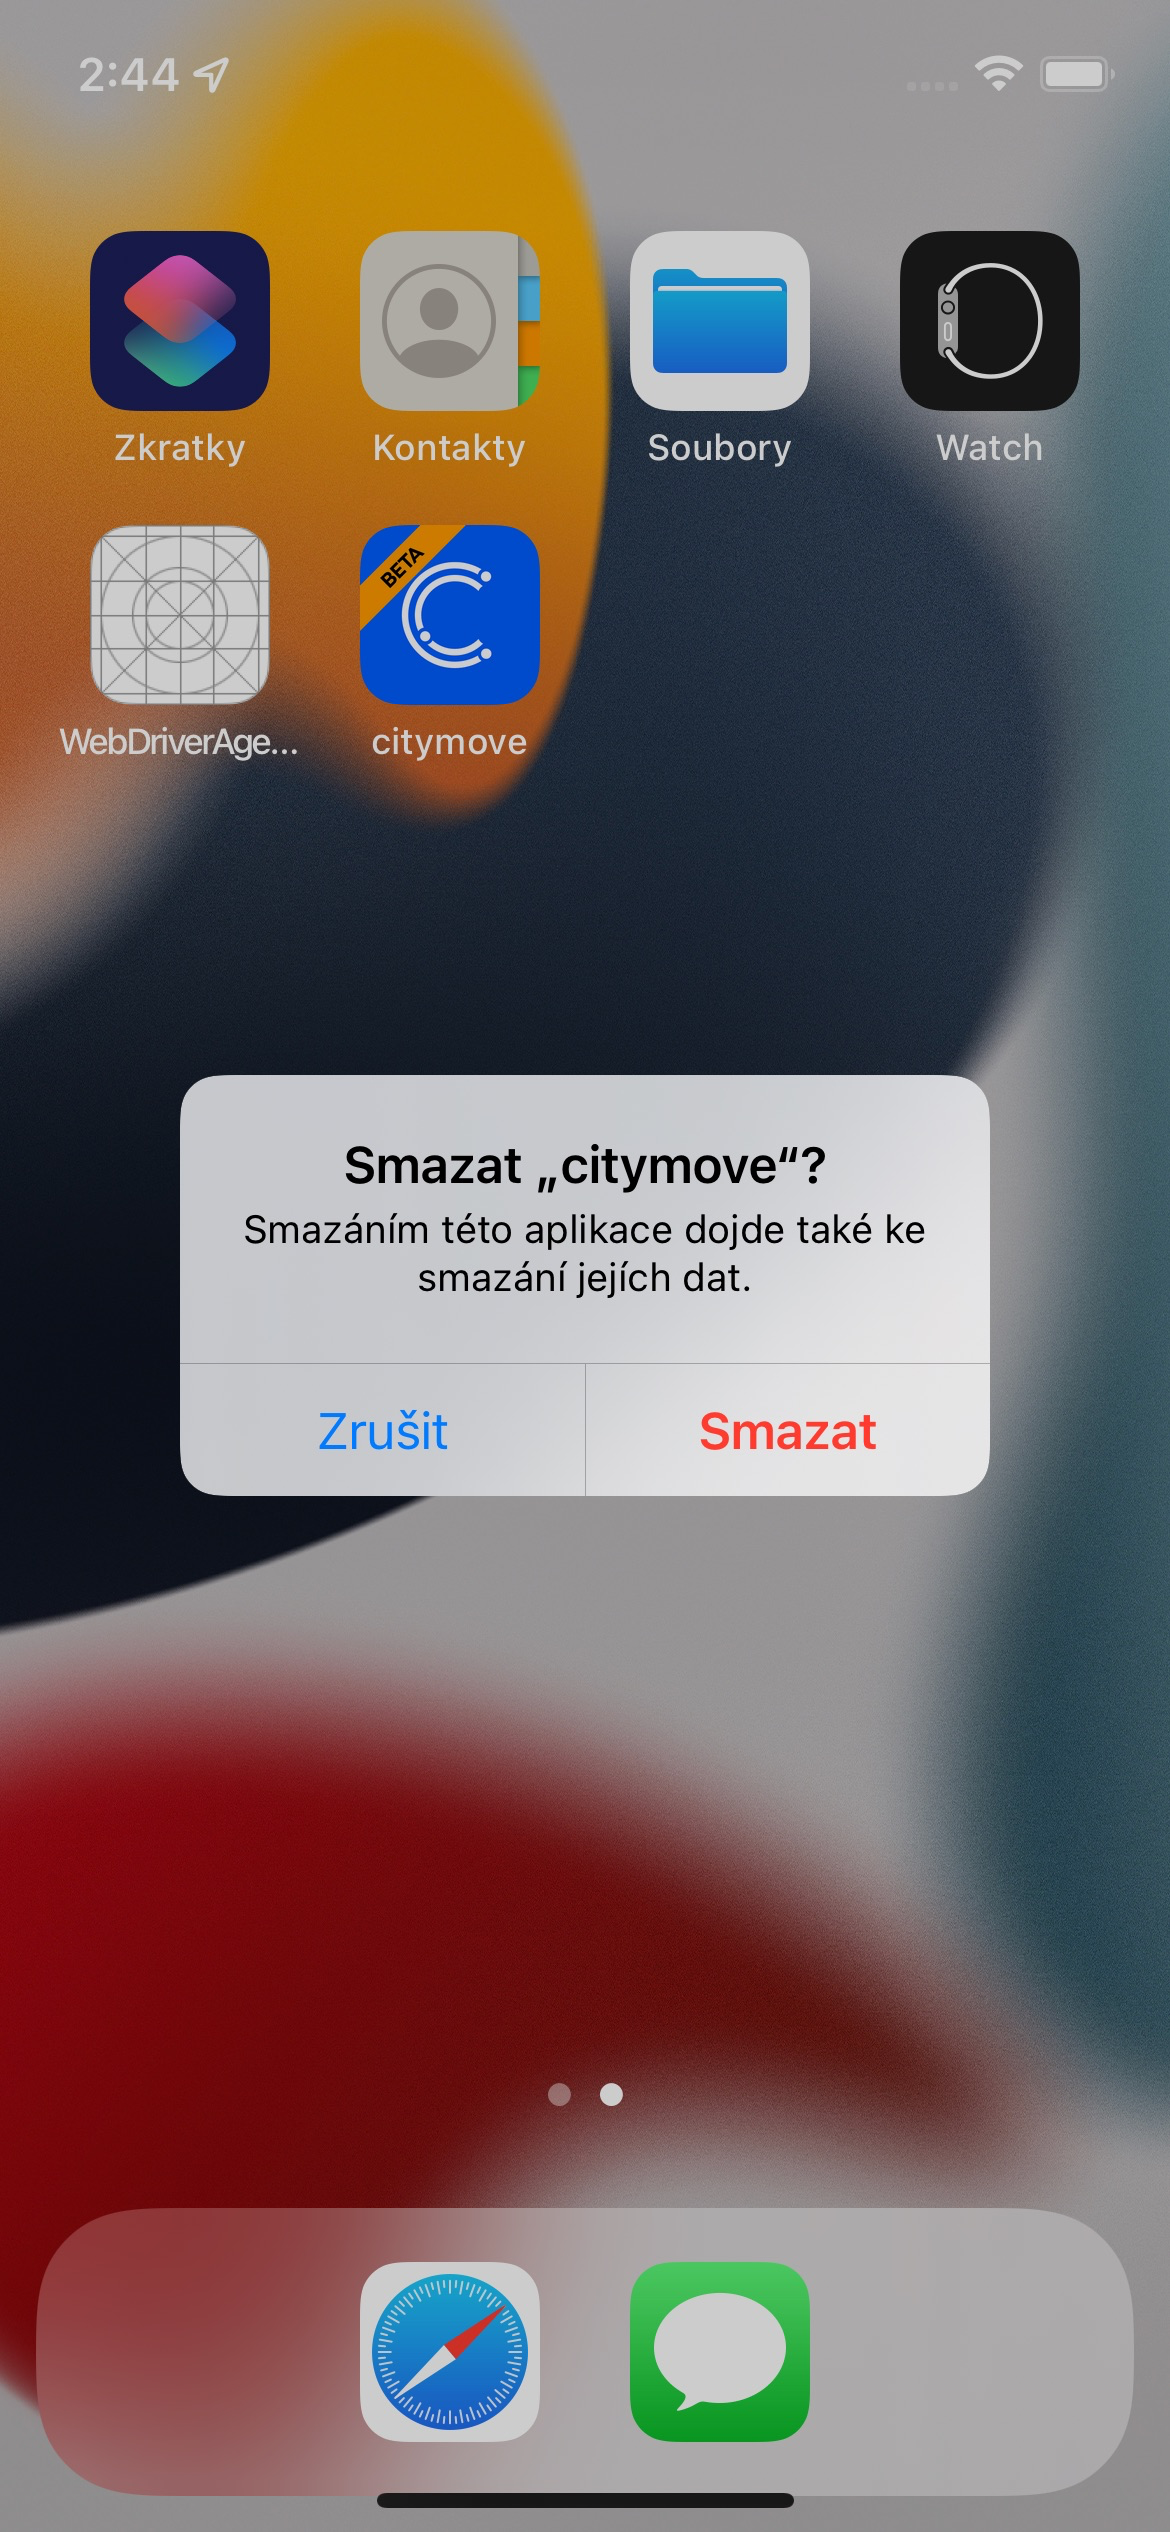 2:44
Zkratky
Kontakty
Soubory
Watch
BETA
WebDriverAge...
citymove
Smazat „citymove“?
Smazáním této aplikace dojde také ke
smazání jejích dat.
Zrušit
Smazat